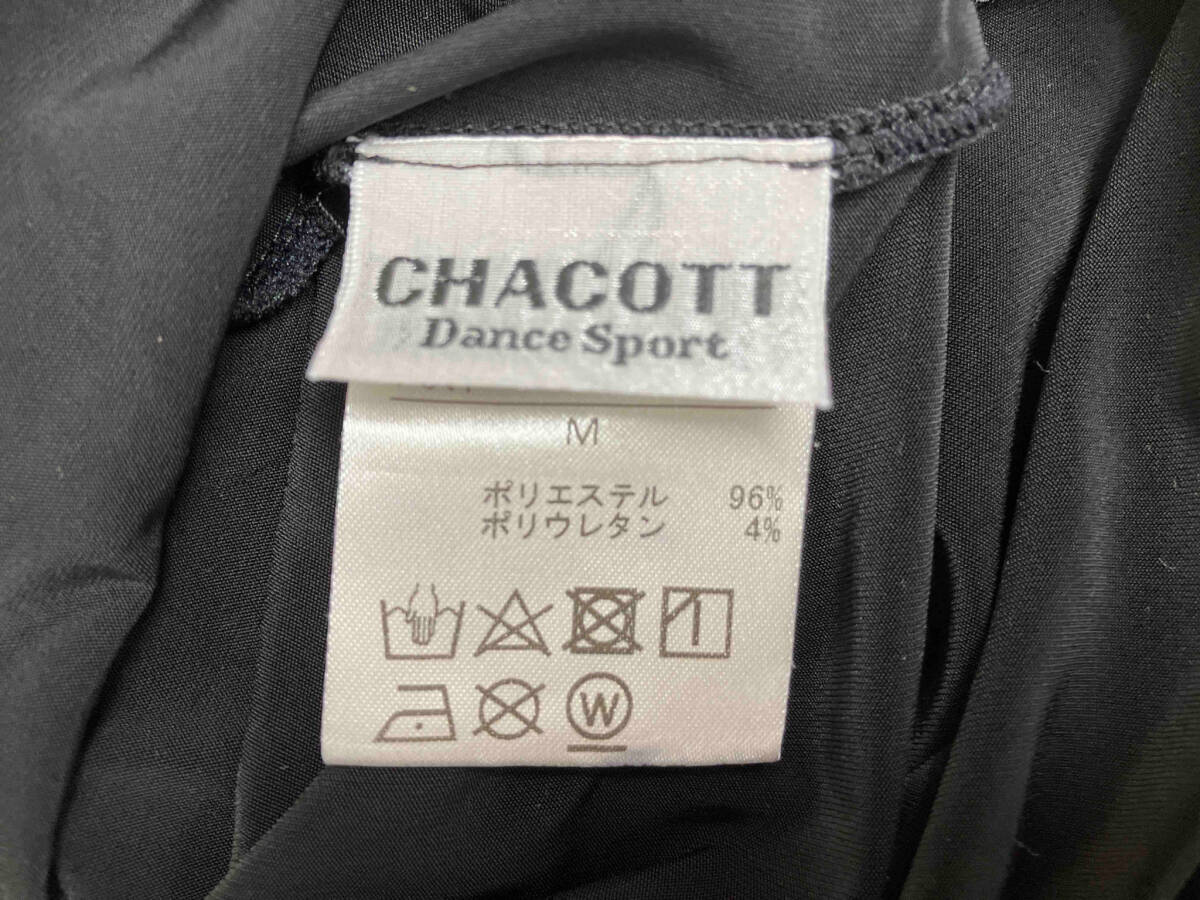 CHACOTT
Dance Sport
M
ポリエステル 96%
ポリウレタン 4%
W